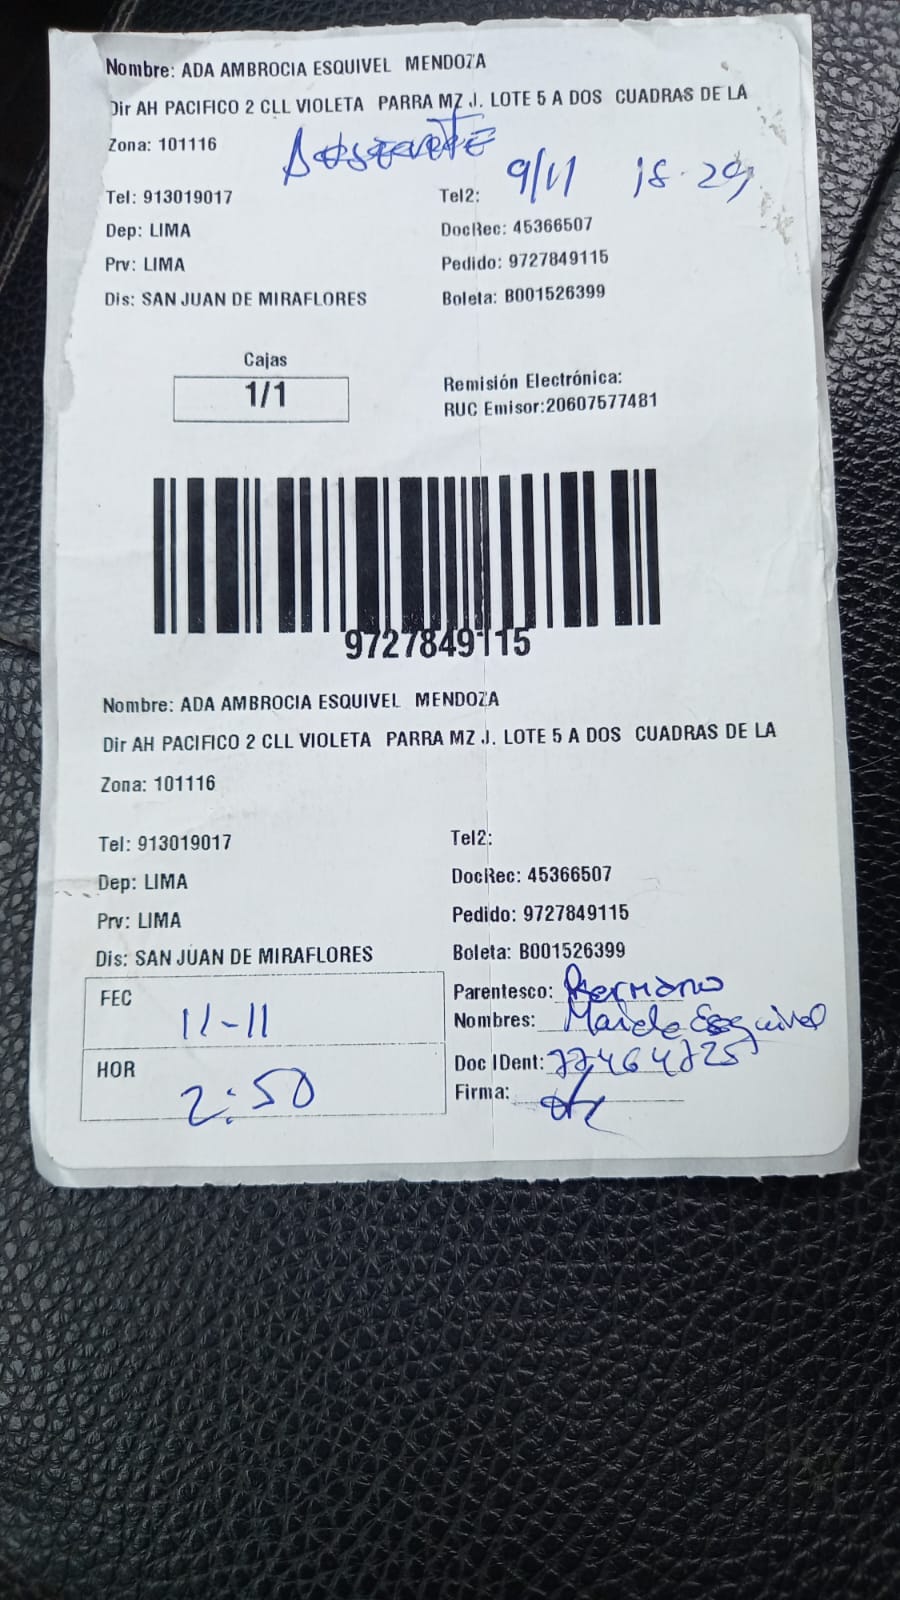 Nombre: ADA AMBROCIA ESQUIVEL MENDOZA
Dir AH PACIFICO 2 CLL VIOLETA PARRA MZ J. LOTE 5 A DOS CUADRAS DE LA
Zona: 101116
9/11 18:29
Tel: 913019017 Tel2:
Dep: LIMA DocRec: 45366507
Prv: LIMA Pedido: 9727849115
Dis: SAN JUAN DE MIRAFLORES Boleta: B001526399
Cajas
1/1
Remisión Electrónica:
RUC Emisor:20607577481
9727849115
Nombre: ADA AMBROCIA ESQUIVEL MENDOZA
Dir AH PACIFICO 2 CLL VIOLETA PARRA MZ J. LOTE 5 A DOS CUADRAS DE LA
Zona: 101116
Tel: 913019017 Tel2:
Dep: LIMA DocRec: 45366507
Prv: LIMA Pedido: 9727849115
Dis: SAN JUAN DE MIRAFLORES Boleta: B001526399
FEC 11-11
Parentesco: Hermano
Nombres: Esquivel
HOR 2:50
Doc IDent: 77464725
Firma: